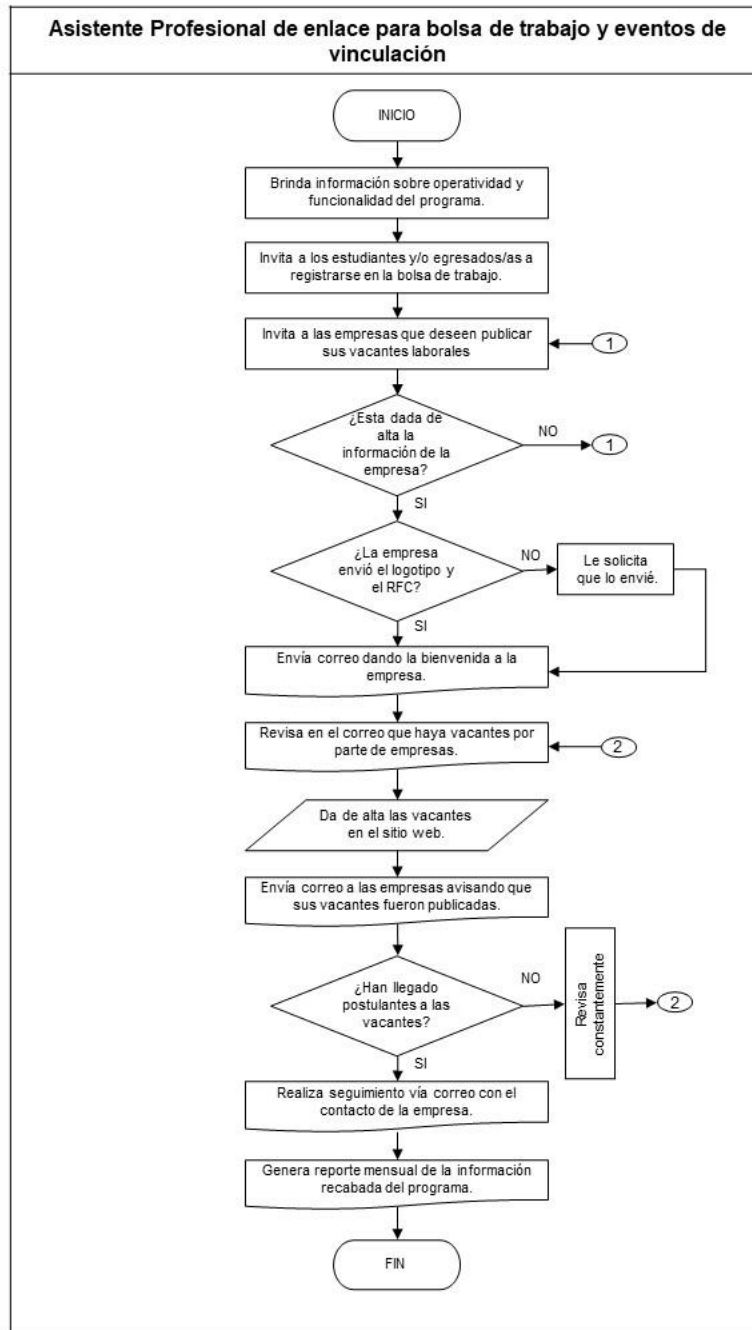 Asistente Profesional de enlace para bolsa de trabajo y eventos de
vinculación
INICIO
Brinda información sobre operatividad y
funcionalidad del programa.
Invita a los estudiantes y/o egresados/as a
registrarse en la bolsa de trabajo.
Invita a las empresas que deseen publicar
sus vacantes laborales
1
¿Esta dada de
alta la
información de la
empresa?
NO
1
SI
¿La empresa
envió el logotipo y
el RFC?
NO
Le solicita
que lo envié.
SI
Envía correo dando la bienvenida a la
empresa.
Revisa en el correo que haya vacantes por
parte de empresas.
2
Da de alta las vacantes
en el sitio web.
Envía correo a las empresas avisando que
sus vacantes fueron publicadas.
¿Han llegado
postulantes a las
vacantes?
NO
Revisa
constantemente
2
SI
Realiza seguimiento vía correo con el
contacto de la empresa.
Genera reporte mensual de la información
recabada del programa.
FIN